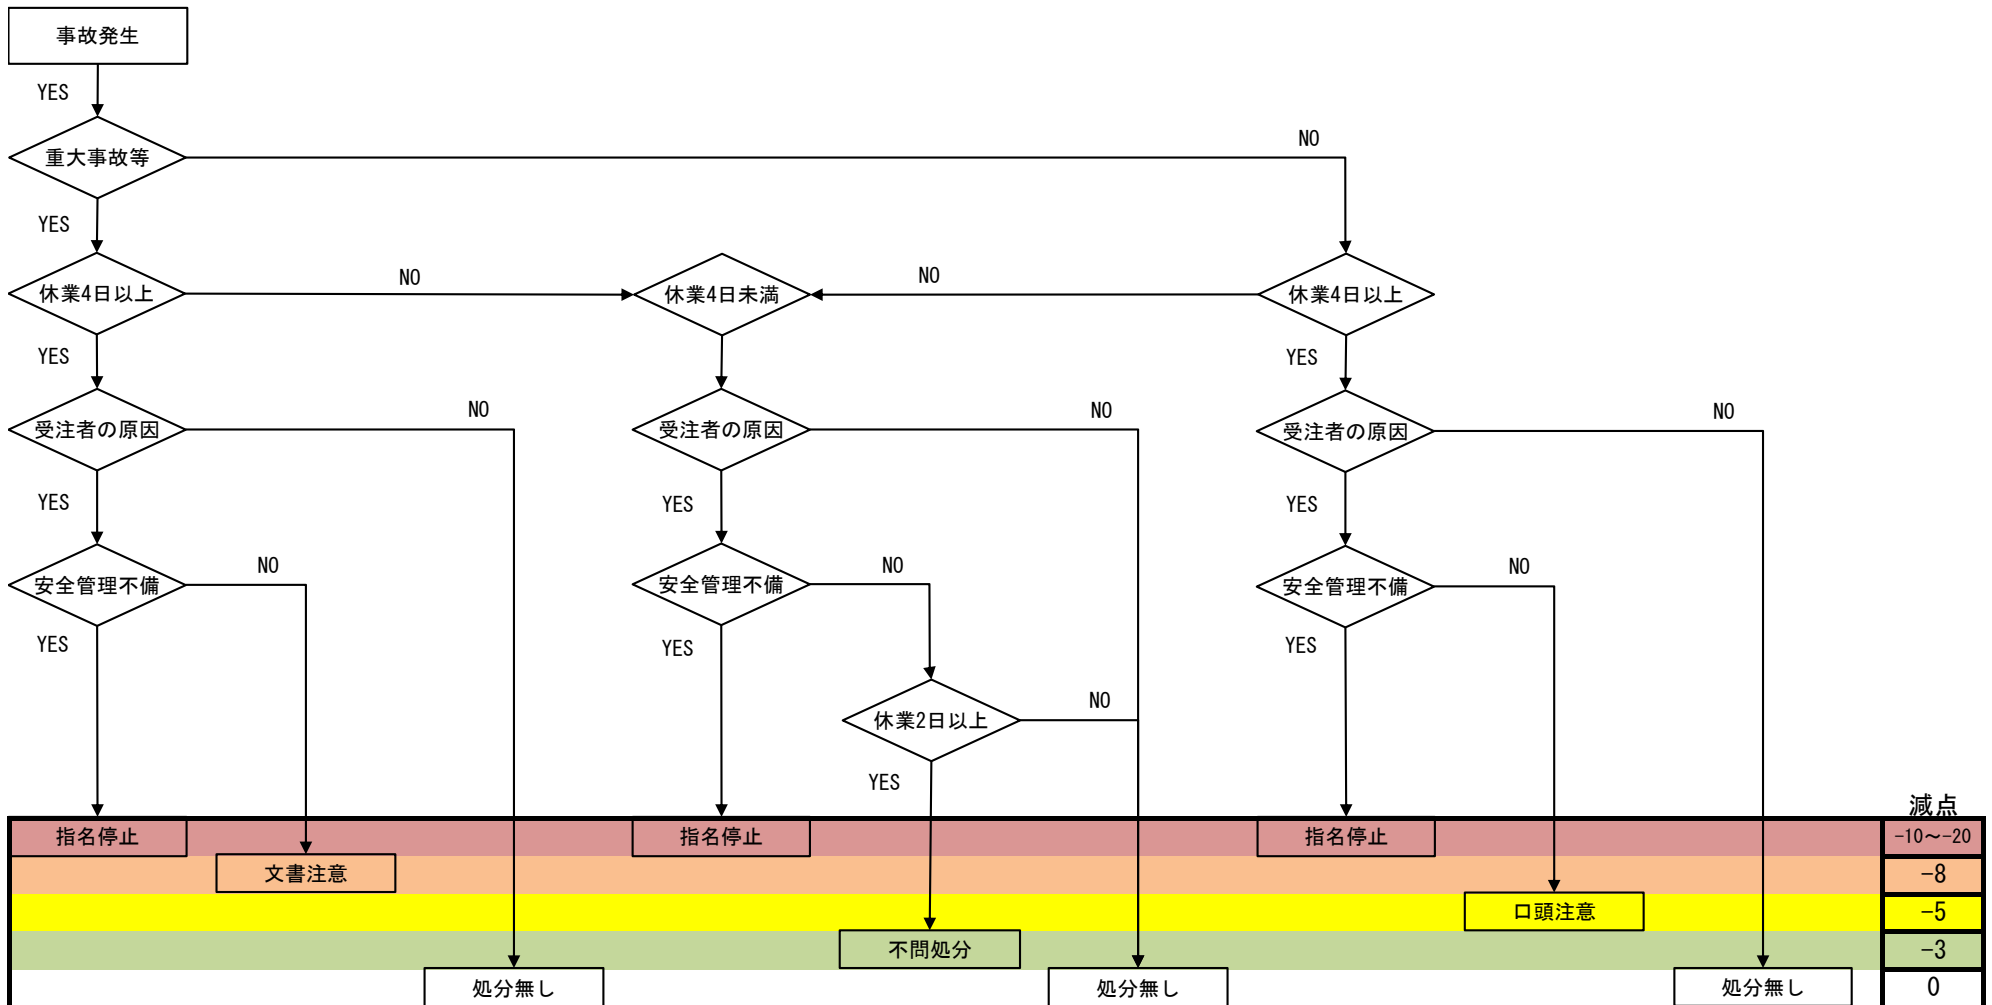 事故発生
YES
重大事故等
NO
YES
休業4日以上
NO
休業4日未満
NO
休業4日以上
YES
YES
受注者の原因
NO
受注者の原因
NO
受注者の原因
NO
YES
YES
YES
安全管理不備
NO
安全管理不備
NO
安全管理不備
NO
YES
YES
YES
休業2日以上
NO
YES
減点
指名停止
指名停止
指名停止
-10～-20
文書注意
-8
口頭注意
-5
不問処分
-3
処分無し
処分無し
処分無し
0